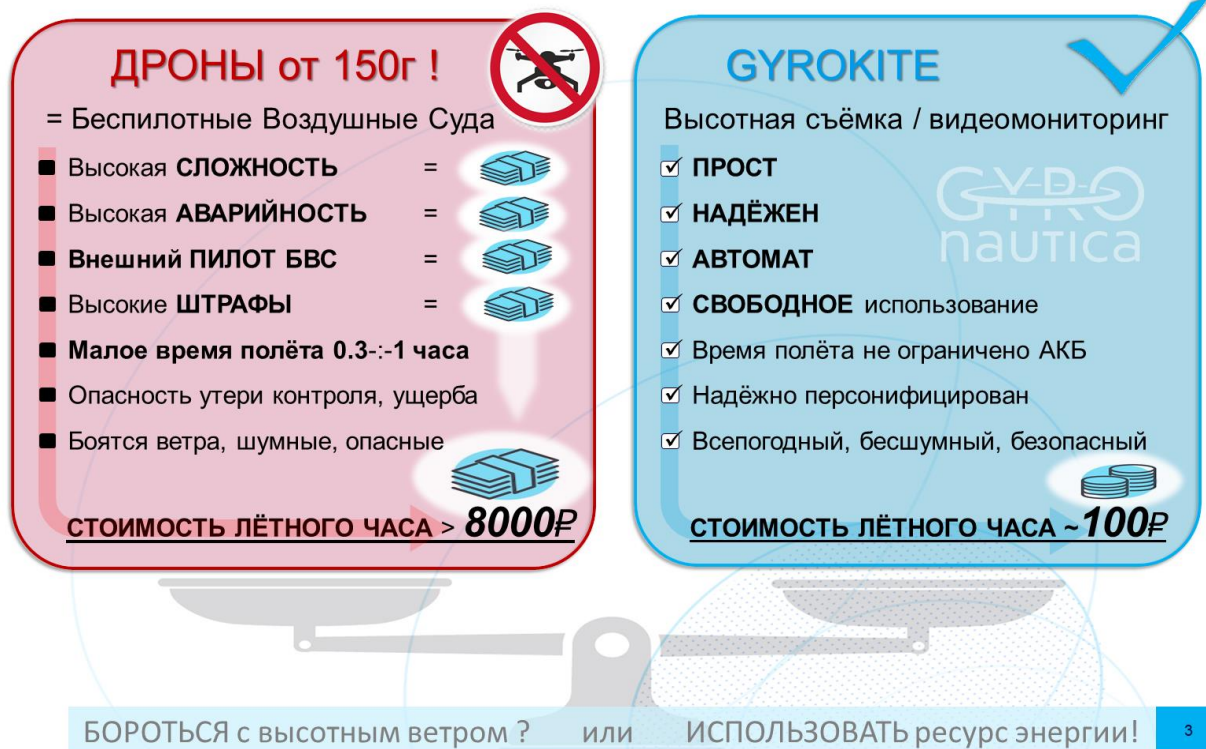 ДРОНЫ от 150г !
= Беспилотные Воздушные Суда
Высокая СЛОЖНОСТЬ =
Высокая АВАРИЙНОСТЬ =
Внешний ПИЛОТ БВС =
Высокие ШТРАФЫ =
Малое время полёта 0.3-:-1 часа
Опасность утери контроля, ущерба
Боятся ветра, шумные, опасные
СТОИМОСТЬ ЛЁТНОГО ЧАСА > 8000₽
GYROKITE
Высотная съёмка / видеомониторинг
ПРОСТ
НАДЁЖЕН
АВТОМАТ
СВОБОДНОЕ использование
Время полёта не ограничено АКБ
Надёжно персонифицирован
Всепогодный, бесшумный, безопасный
GYRO
nautica
СТОИМОСТЬ ЛЁТНОГО ЧАСА ~100₽
БОРОТЬСЯ с высотным ветром ? или ИСПОЛЬЗОВАТЬ ресурс энергии!
3